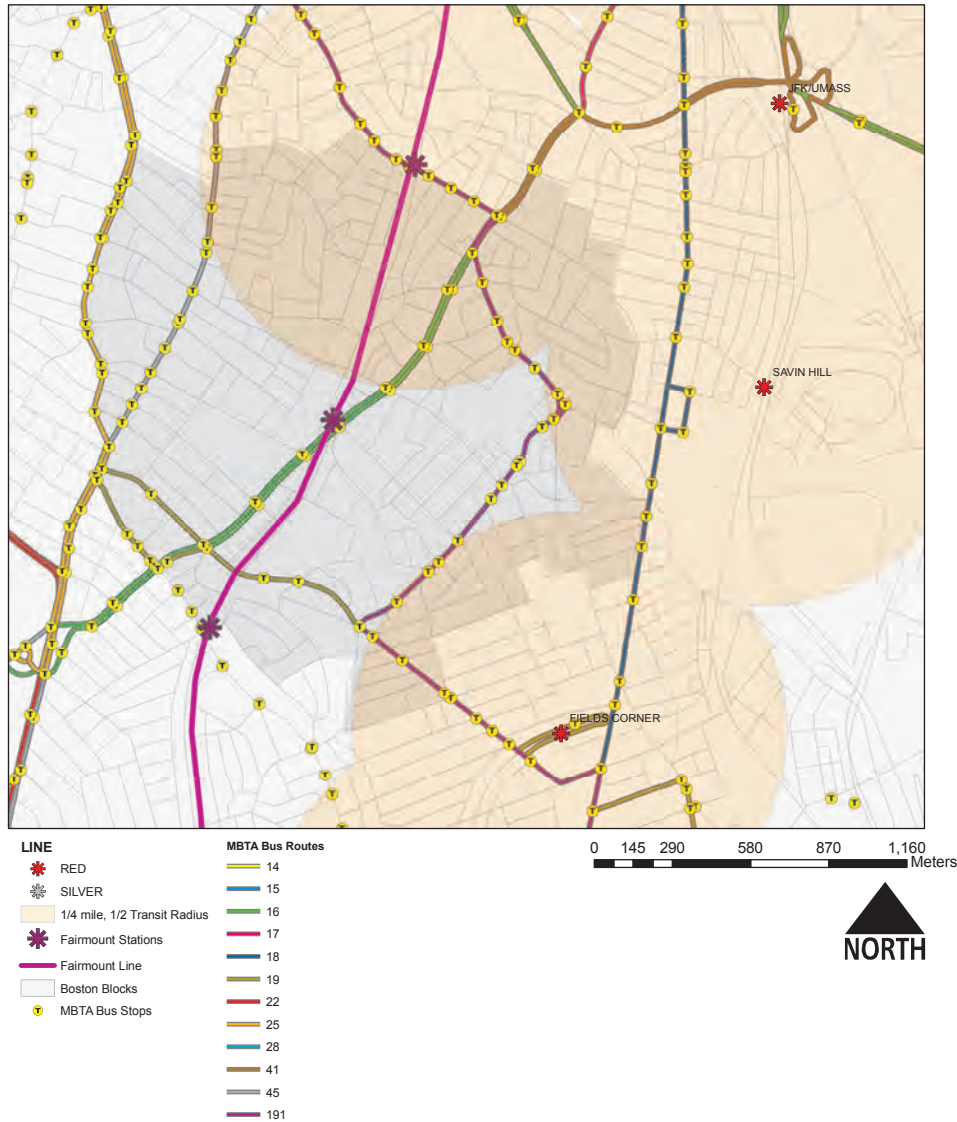 JFK/UMASS
SAVIN HILL
FIELDS CORNER
LINE
RED
SILVER
1/4 mile, 1/2 Transit Radius
Fairmount Stations
Fairmount Line
Boston Blocks
MBTA Bus Stops
MBTA Bus Routes
14
15
16
17
18
19
22
25
28
41
45
191
0 145 290 580 870 1,160
Meters
NORTH